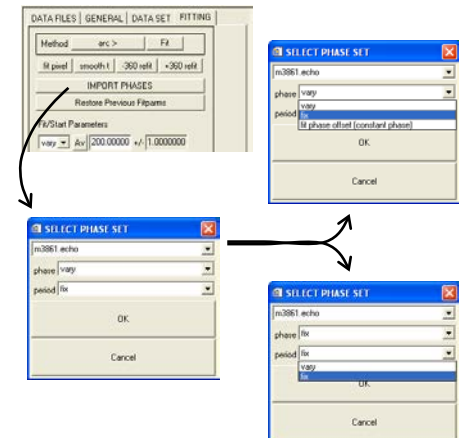 DATA FILES GENERAL DATA SET FITTING
Method arc > Fit
fit pixel smooth t -360 refit +360 refit
IMPORT PHASES
Restore Previous Fitparms
Fit/Start Parameters
vary Av 200.00000 +/- 1.0000000
SELECT PHASE SET
m3861.echo
phase vary
vary
period fix
fit phase offset (constant phase)
OK
Cancel
SELECT PHASE SET
m3861.echo
phase vary
period fix
OK
Cancel
SELECT PHASE SET
m3861.echo
phase fix
period fix
vary
fix
OK
Cancel